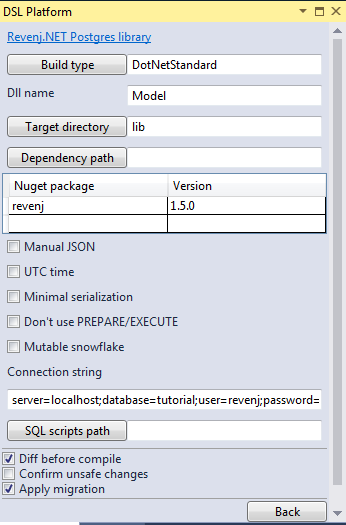 DSL Platform
Revenj.NET Postgres library
Build type DotNetStandard
Dll name Model
Target directory lib
Dependency path
Nuget package Version
revenj 1.5.0
Manual JSON
UTC time
Minimal serialization
Don't use PREPARE/EXECUTE
Mutable snowflake
Connection string
server=localhost;database=tutorial;user=revenj;password=
SQL scripts path
Diff before compile
Confirm unsafe changes
Apply migration
Back